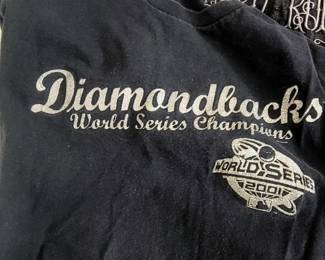 Diamondbacks
World Series Champions
WORLD SERIES
2001